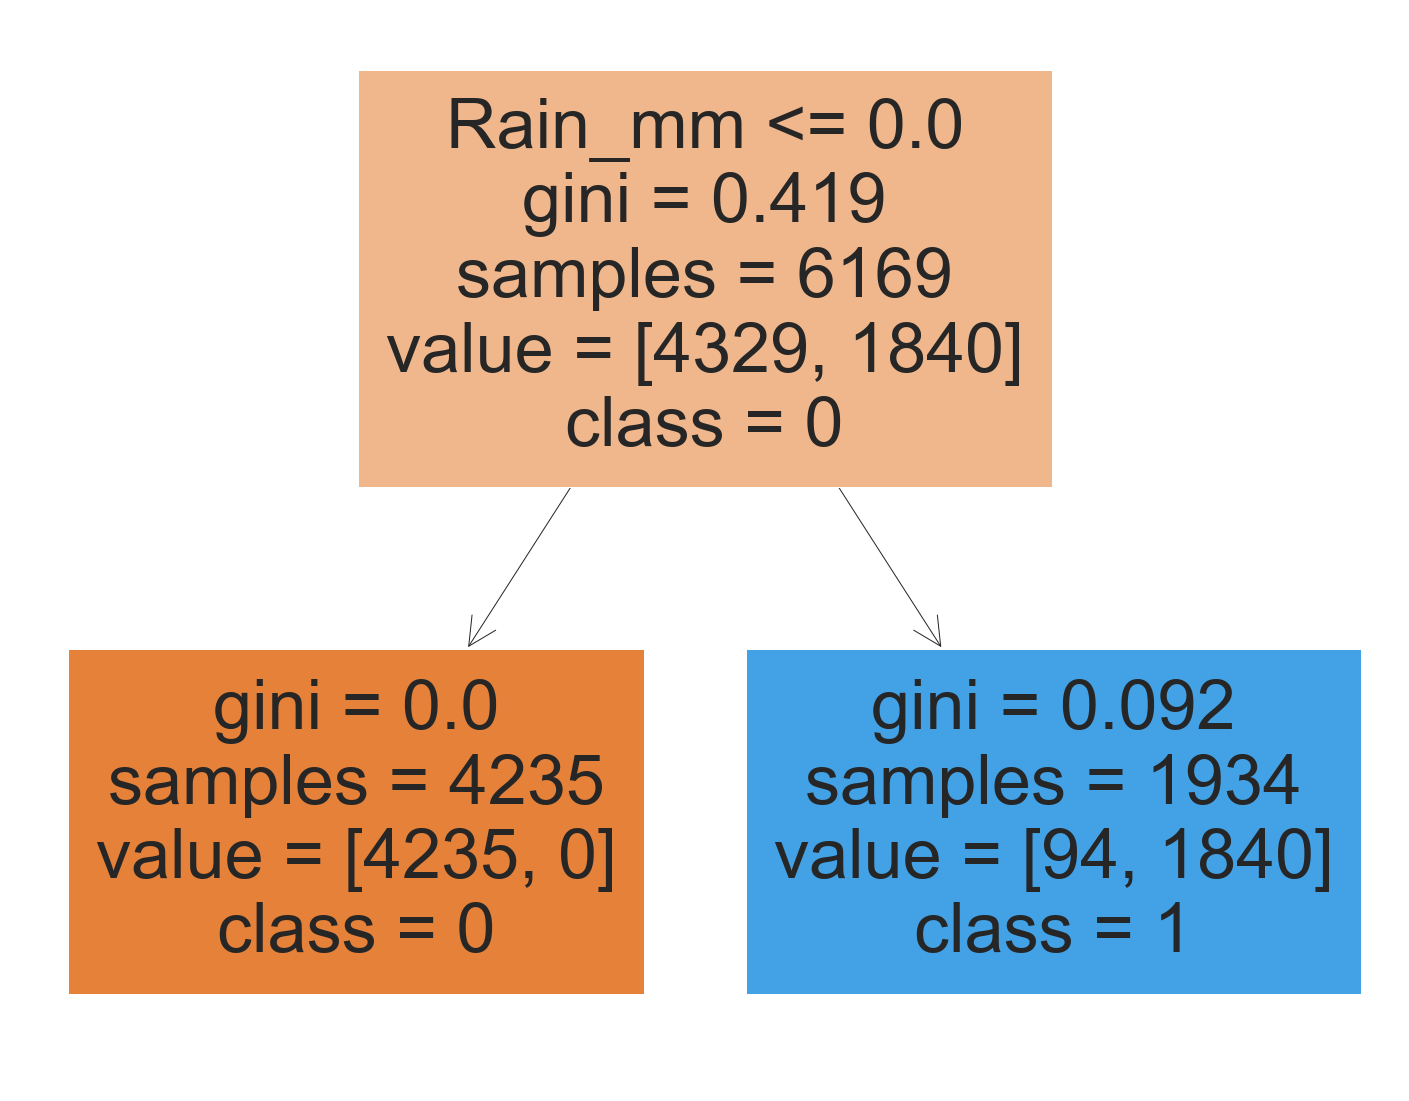 Rain_mm <= 0.0
gini = 0.419
samples = 6169
value = [4329, 1840]
class = 0
gini = 0.0
samples = 4235
value = [4235, 0]
class = 0
gini = 0.092
samples = 1934
value = [94, 1840]
class = 1